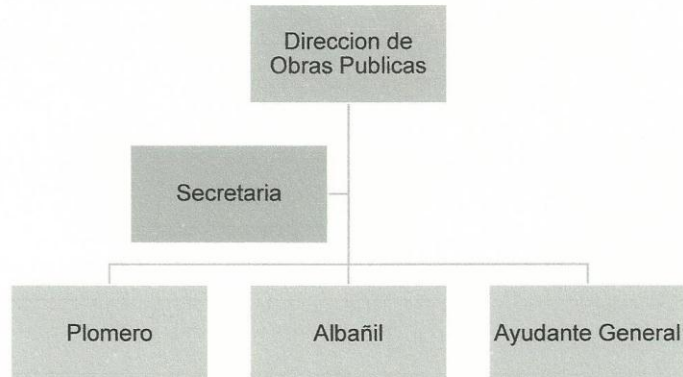 Direccion de
Obras Publicas
Secretaria
Plomero
Albañil
Ayudante General